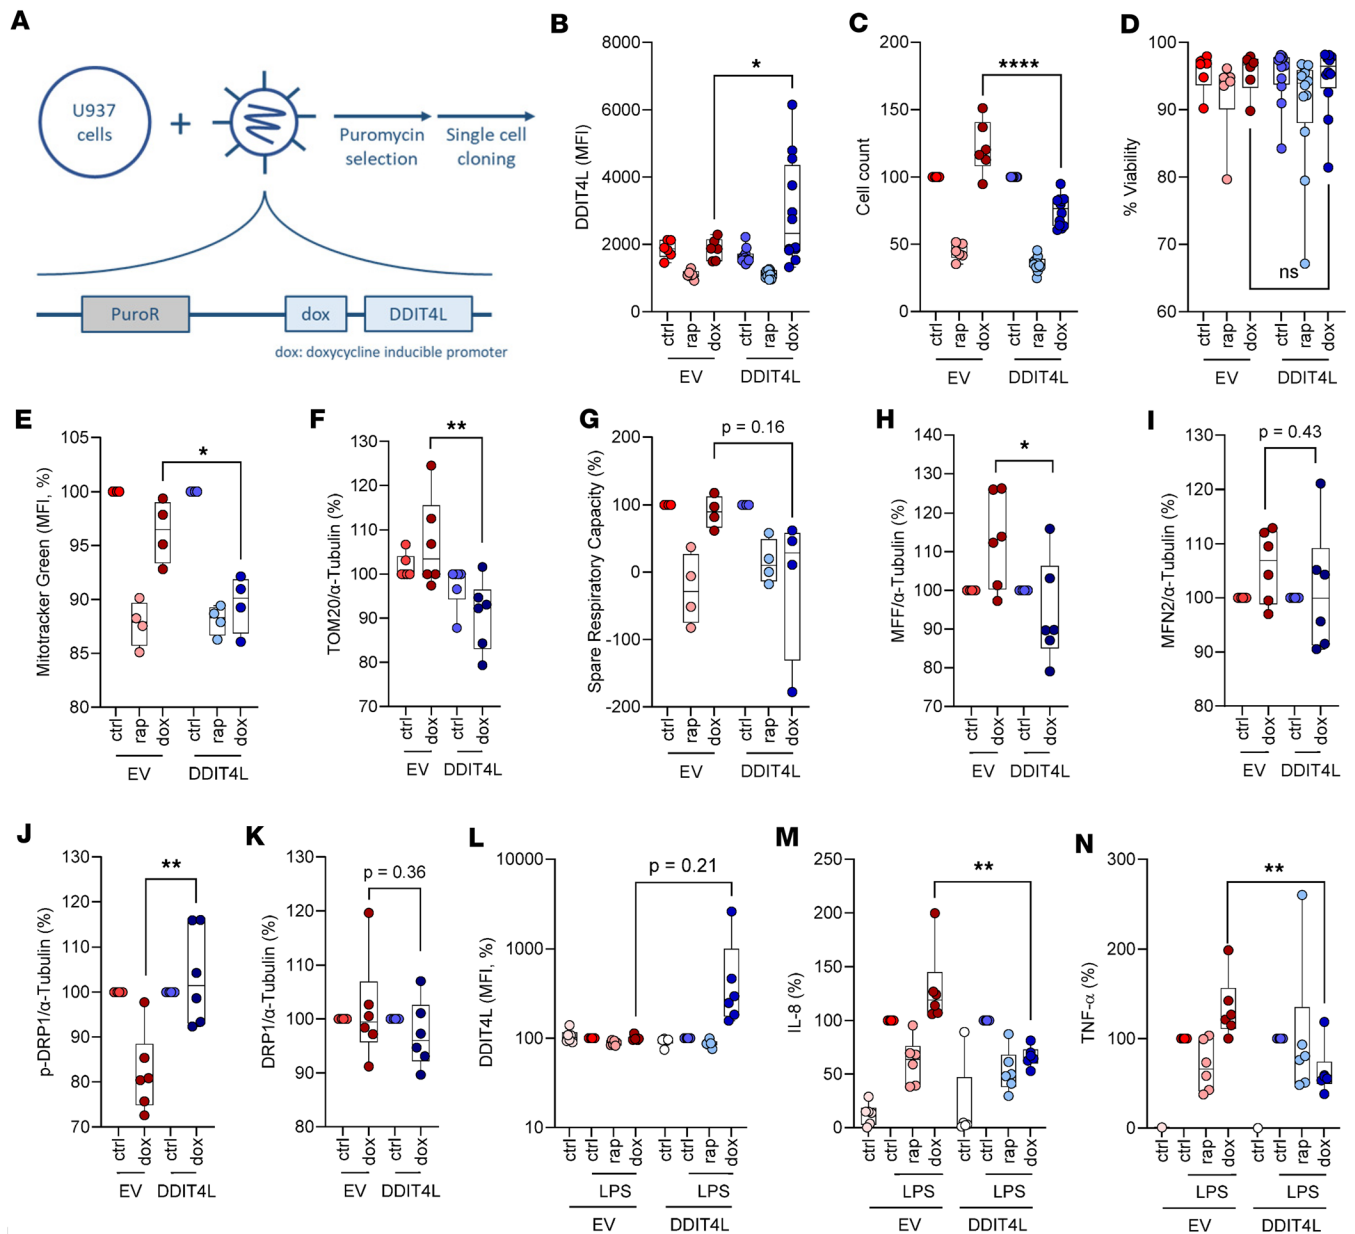 A
U937
cells
+
Puromycin
selection
Single cell
cloning
PuroR
dox
DDIT4L
dox: doxycycline inducible promoter
B
DDIT4L (MFI)
8000
6000
4000
2000
0
*
ctrl
rap
dox
ctrl
rap
dox
EV
DDIT4L
C
Cell count
200
150
100
50
0
****
ctrl
rap
dox
ctrl
rap
dox
EV
DDIT4L
D
% Viability
100
90
80
70
60
ns
ctrl
rap
dox
ctrl
rap
dox
EV
DDIT4L
E
Mitotracker Green (MFI, %)
105
100
95
90
85
80
*
ctrl
rap
dox
ctrl
rap
dox
EV
DDIT4L
F
TOM20/α-Tubulin (%)
130
120
110
100
90
80
70
**
ctrl
dox
ctrl
dox
EV
DDIT4L
G
Spare Respiratory Capacity (%)
200
100
0
-100
-200
p = 0.16
ctrl
rap
dox
ctrl
rap
dox
EV
DDIT4L
H
MFF/α-Tubulin (%)
140
130
120
110
100
90
80
70
*
ctrl
dox
ctrl
dox
EV
DDIT4L
I
MFN2/α-Tubulin (%)
130
120
110
100
90
80
p = 0.43
ctrl
dox
ctrl
dox
EV
DDIT4L
J
p-DRP1/α-Tubulin (%)
130
120
110
100
90
80
70
**
ctrl
dox
ctrl
dox
EV
DDIT4L
K
DRP1/α-Tubulin (%)
130
120
110
100
90
80
p = 0.36
ctrl
dox
ctrl
dox
EV
DDIT4L
L
DDIT4L (MFI, %)
10000
1000
100
10
p = 0.21
ctrl
ctrl
rap
dox
ctrl
ctrl
rap
dox
LPS
LPS
EV
DDIT4L
M
IL-8 (%)
250
200
150
100
50
0
**
ctrl
ctrl
rap
dox
ctrl
ctrl
rap
dox
LPS
LPS
EV
DDIT4L
N
TNF-α (%)
300
200
100
0
**
ctrl
ctrl
rap
dox
ctrl
ctrl
rap
dox
LPS
LPS
EV
DDIT4L